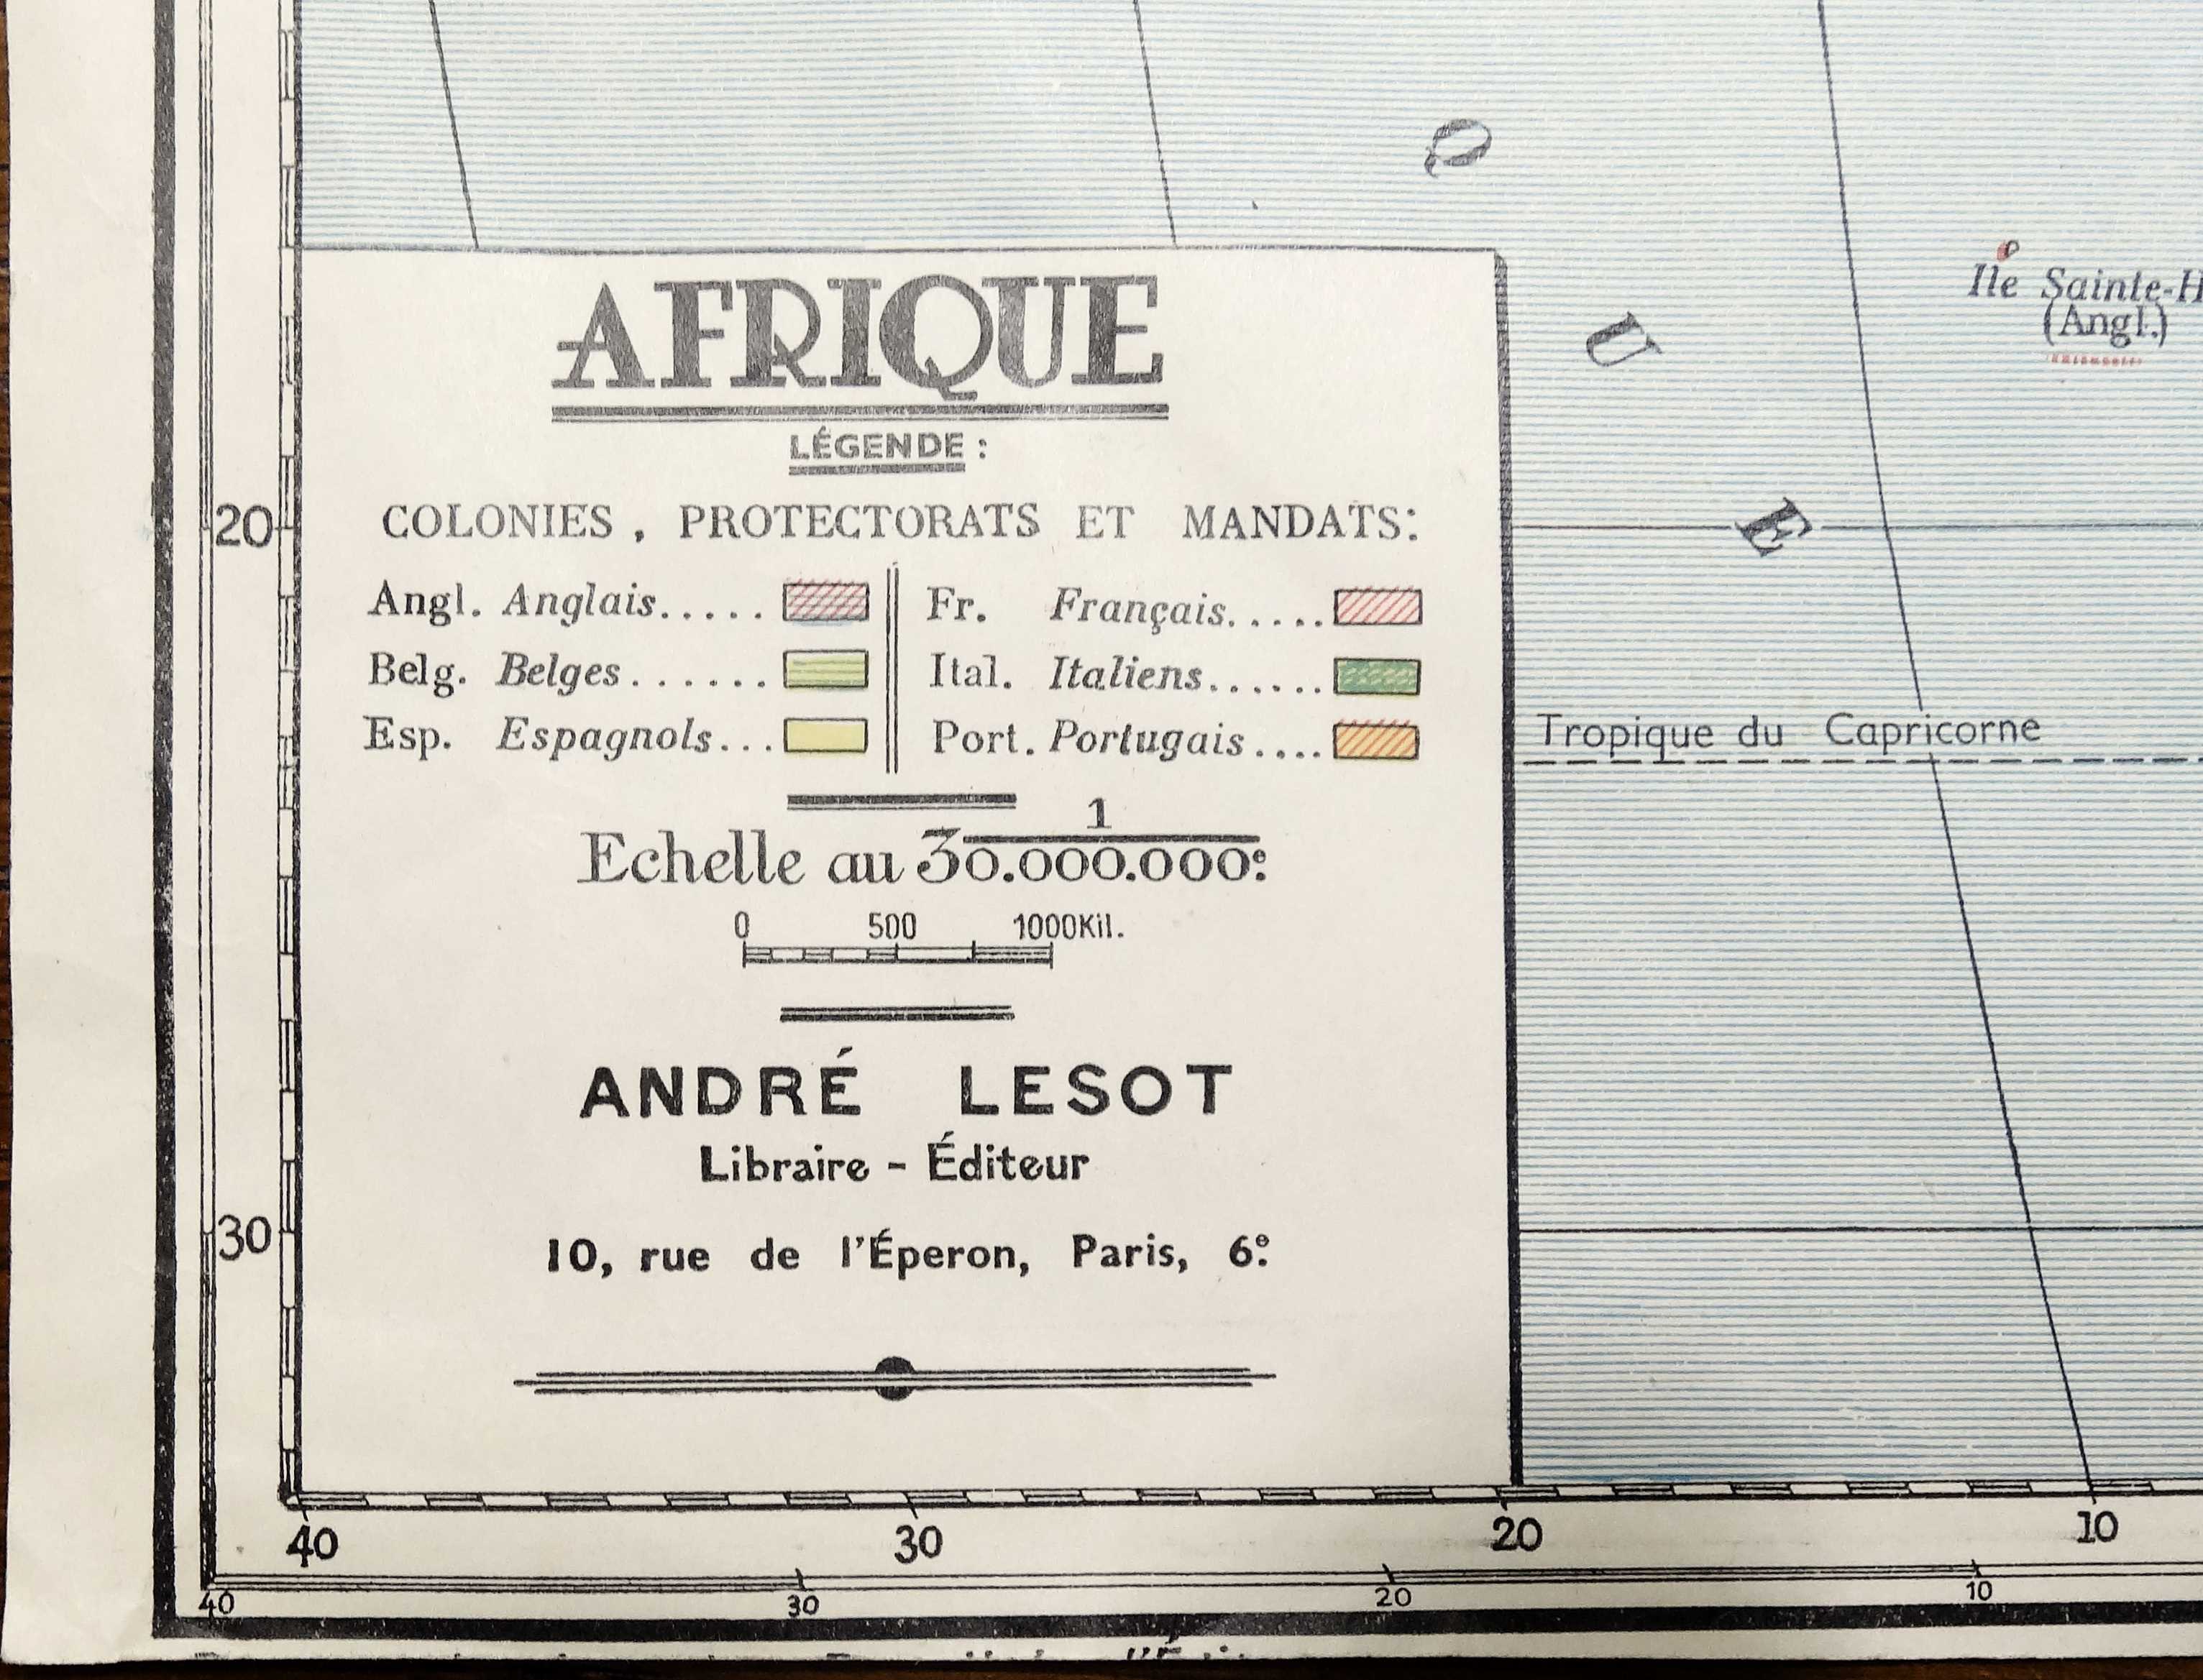 Q
U
E
Ile Sainte-H
(Angl.)
AFRIQUE
LÉGENDE :
COLONIES, PROTECTORATS ET MANDATS:
Angl. Anglais.....
Belg. Belges......
Esp. Espagnols...
Fr. Français.....
Ital. Italiens......
Port. Portugais....
Tropique du Capricorne
Echelle au 1
30.000.000e
0 500 1000Kil.
ANDRÉ LESOT
Libraire - Éditeur
10, rue de l'Éperon, Paris, 6e
20
30
40 30 20 10
40 30 20 10